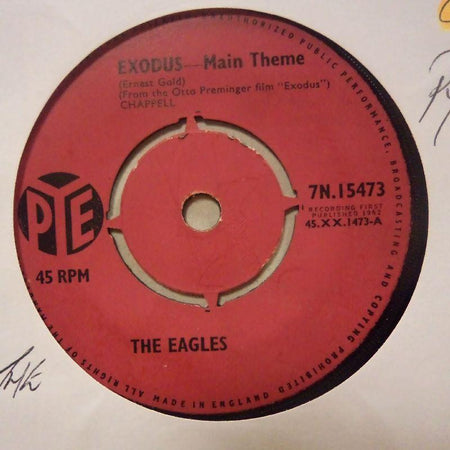 UNAUTHORIZED PUBLIC PERFORMANCE, BROADCASTING AND COPYING PROHIBITED
EXODUS—Main Theme
(Ernest Gold)
(From the Otto Preminger film "Exodus")
CHAPPELL
PYE
7N.15473
RECORDING FIRST
PUBLISHED 1962
45.XX.1473-A
45 RPM
THE EAGLES
MADE IN ENGLAND
ALL RIGHTS OF THE
THE